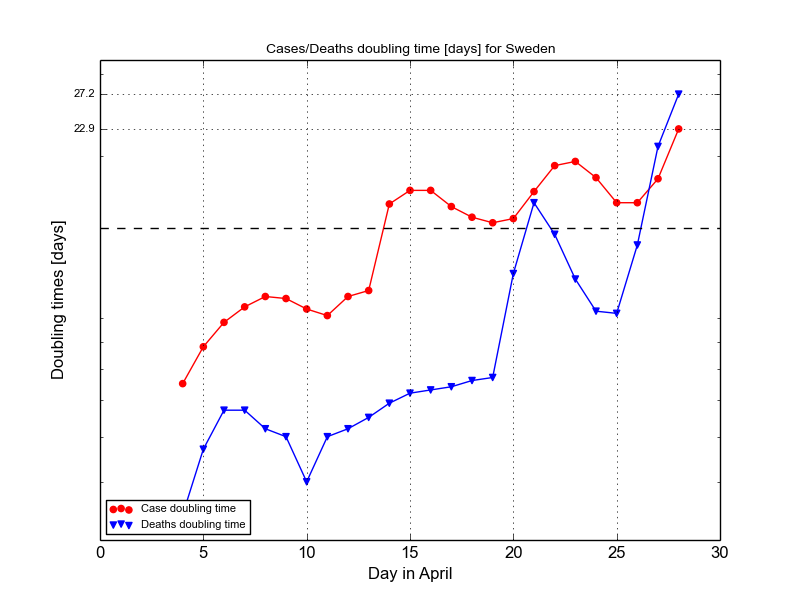 Cases/Deaths doubling time [days] for Sweden
27.2
22.9
Doubling times [days]
Case doubling time
Deaths doubling time
0 5 10 15 20 25 30
Day in April